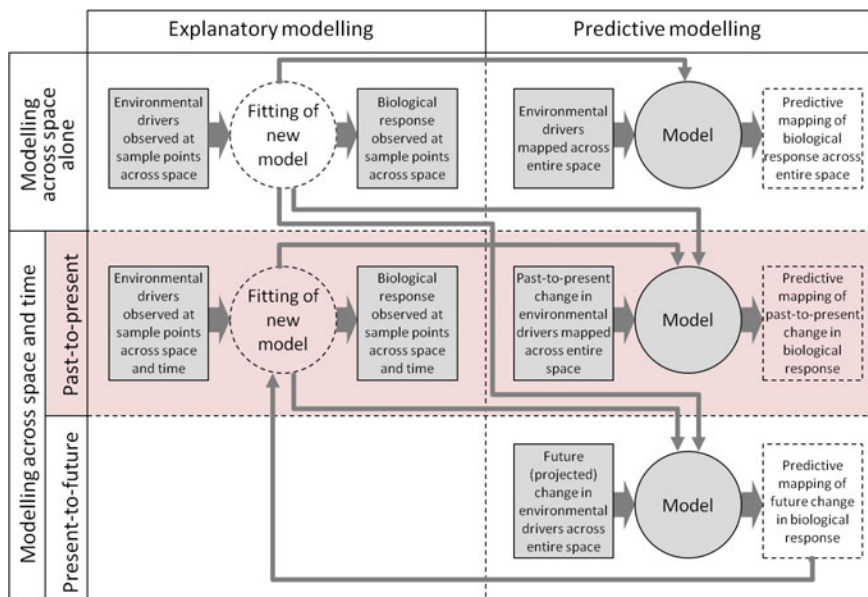 Explanatory modelling
Predictive modelling
Modelling
across space
alone
Environmental
drivers
observed at
sample points
across space
Fitting of
new
model
Biological
response
observed at
sample points
across space
Environmental
drivers
mapped across
entire space
Model
Predictive
mapping of
biological
response across
entire space
Modelling across space and time
Past-to-present
Environmental
drivers
observed at
sample points
across space
and time
Fitting of
new
model
Biological
response
observed at
sample points
across space
and time
Past-to-present
change in
environmental
drivers mapped
across entire
space
Model
Predictive
mapping of
past-to-present
change in
biological
response
Present-to-future
Future
(projected)
change in
environmental
drivers across
entire space
Model
Predictive
mapping of
future change
in biological
response